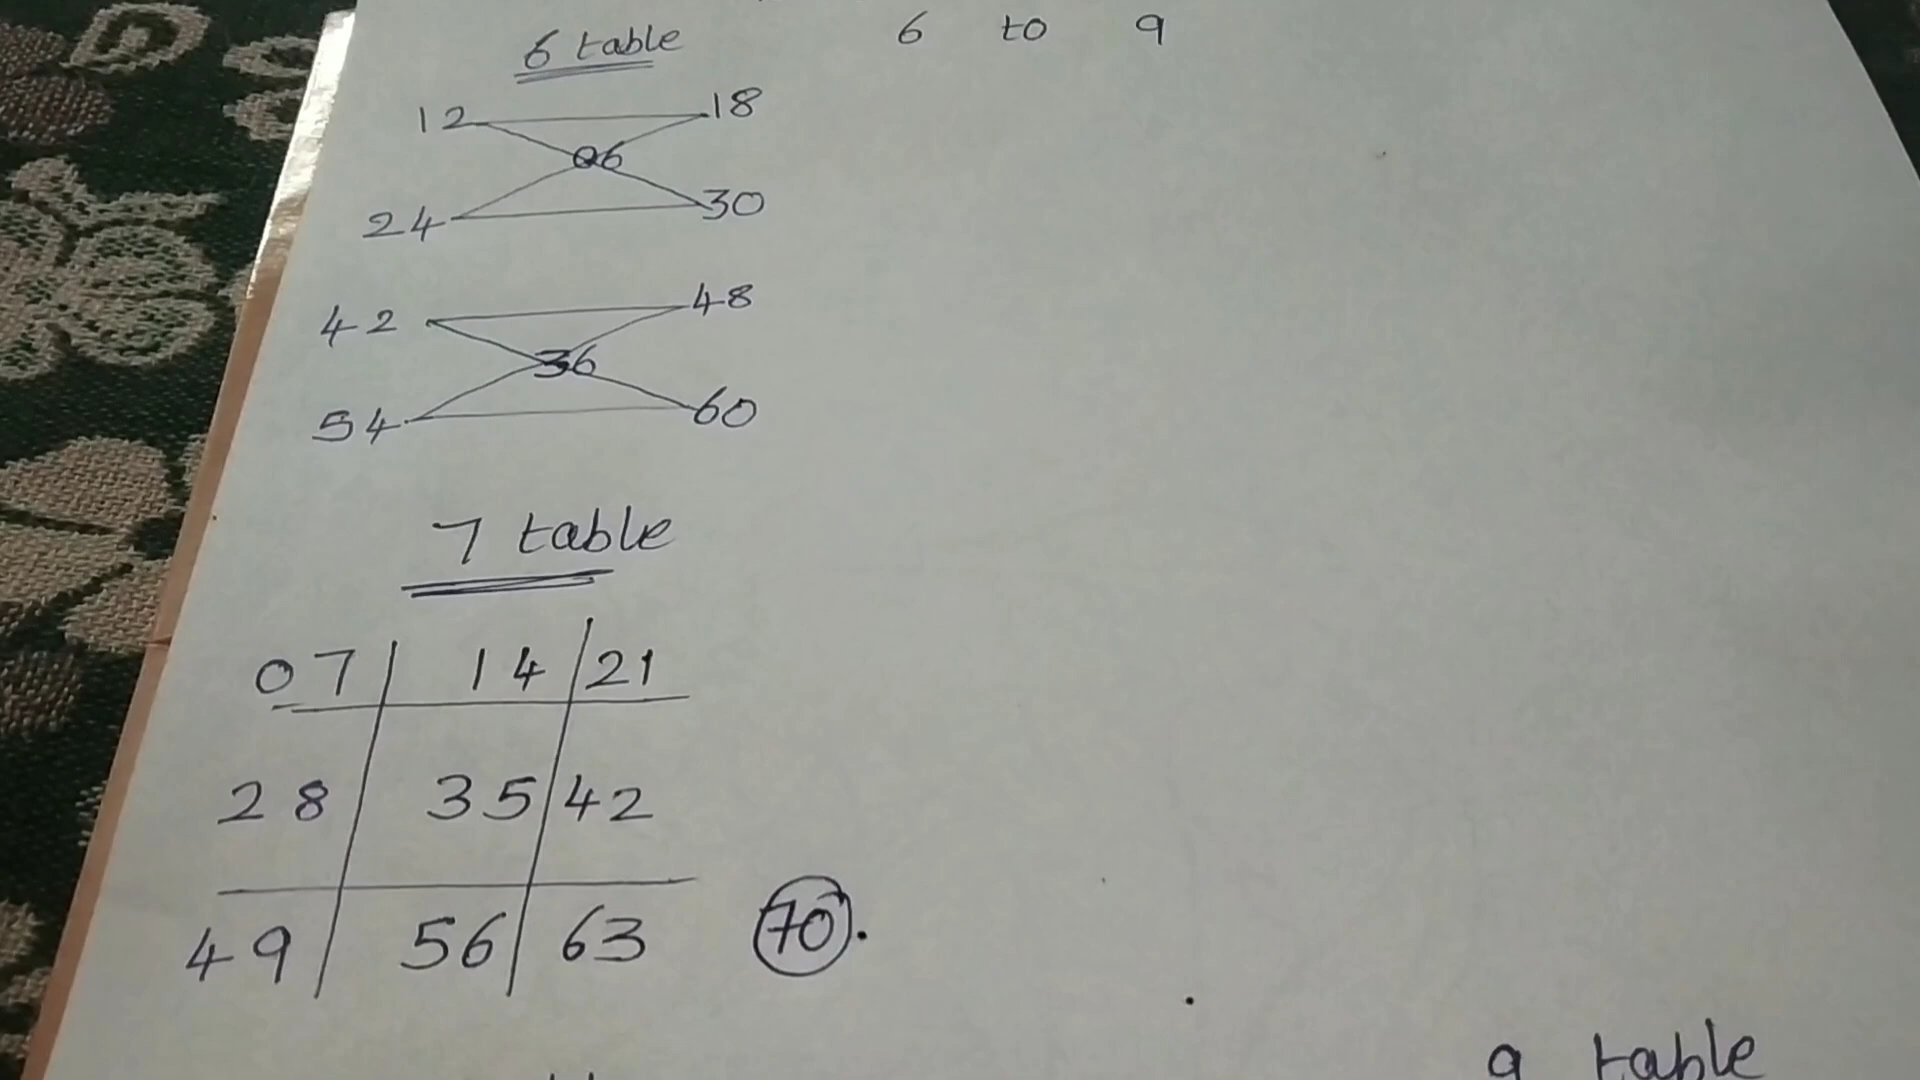 6 to 9
6 table
12 18
06
24 30
42 48
36
54 60
7 table
07 14 21
28 35 42
49 56 63 70.
9 table